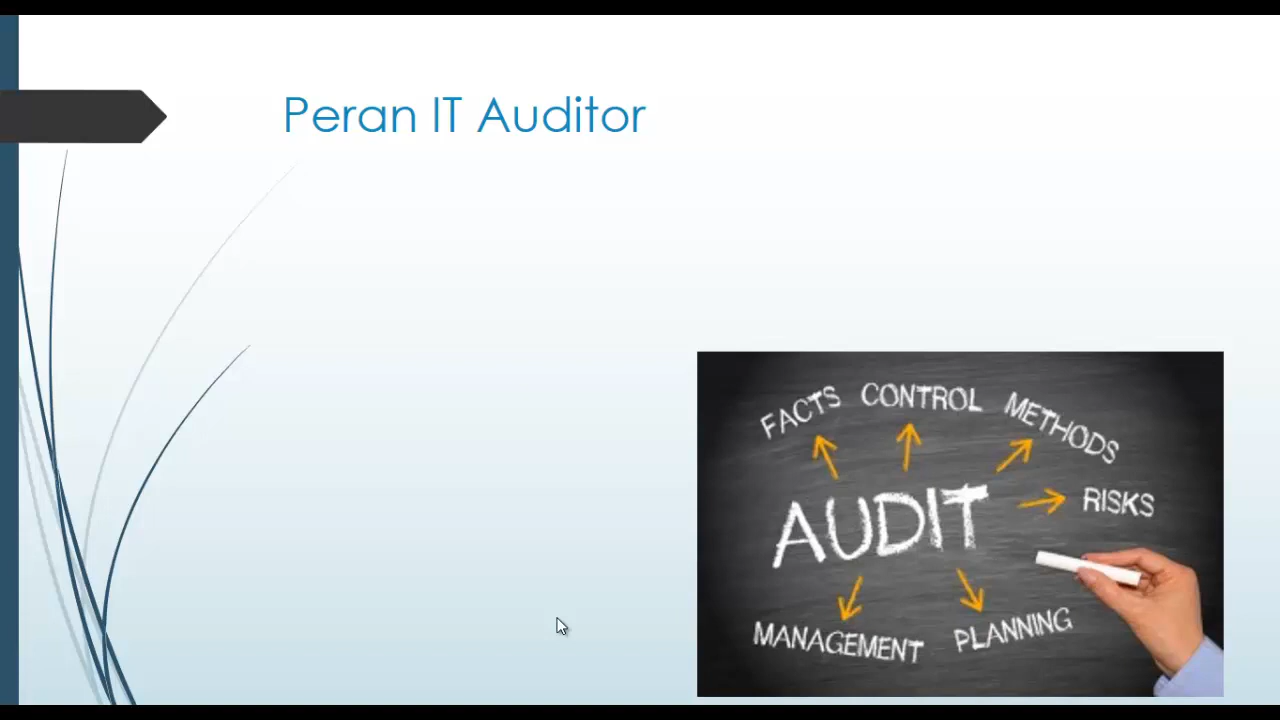 Peran IT Auditor
FACTS CONTROL METHODS
AUDIT
RISKS
MANAGEMENT PLANNING